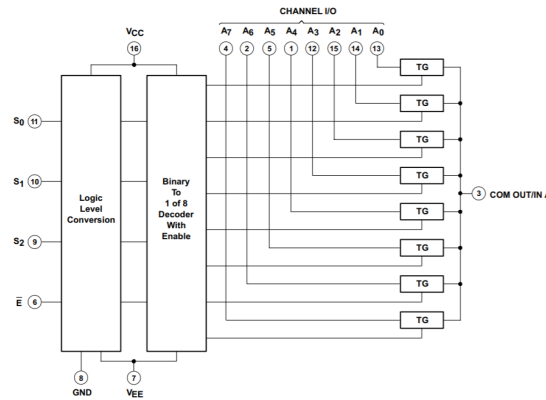 CHANNEL I/O
VCC A7 A6 A5 A4 A3 A2 A1 A0
16 4 2 5 1 12 15 14 13
TG
TG
S0 11
TG
TG
S1 10
Logic
Level
Conversion
Binary
To
1 of 8
Decoder
With
Enable
3 COM OUT/IN A
TG
S2 9
TG
TG
E̅ 6
TG
8 7
GND VEE